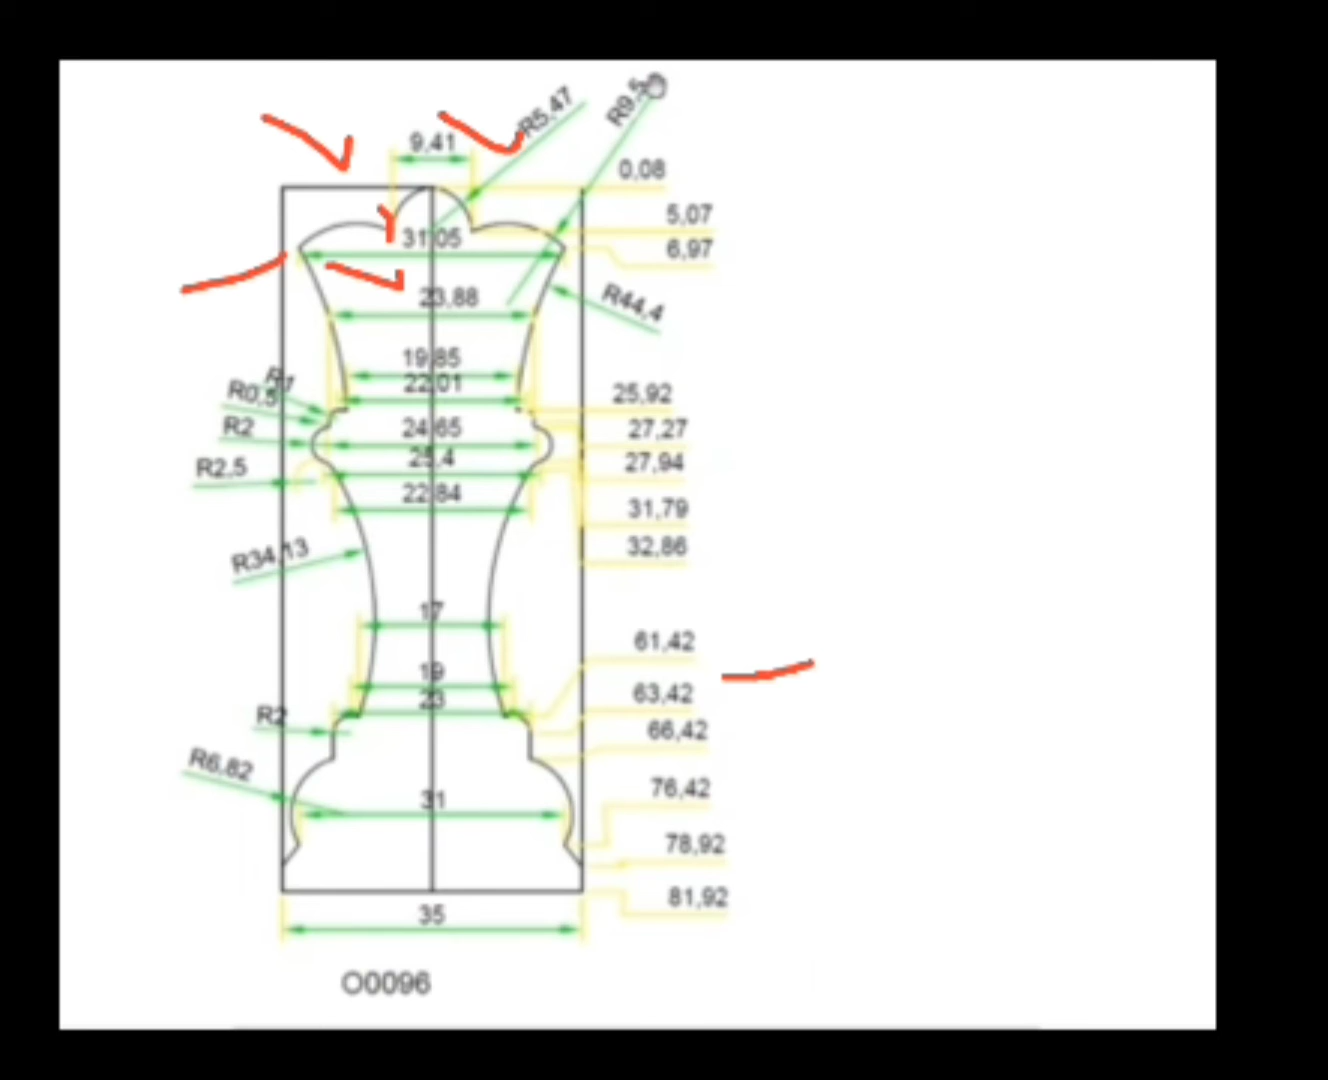 R5,47
9,41
0,08
5,07
31,05
6,97
23,88
R44,4
19,85
R1
22,01
R0,5
25,92
R2
24,65
27,27
25,4
27,94
R2,5
22,84
31,79
32,86
R34,13
17
61,42
19
63,42
23
R2
66,42
R6,82
76,42
31
78,92
81,92
35
O0096